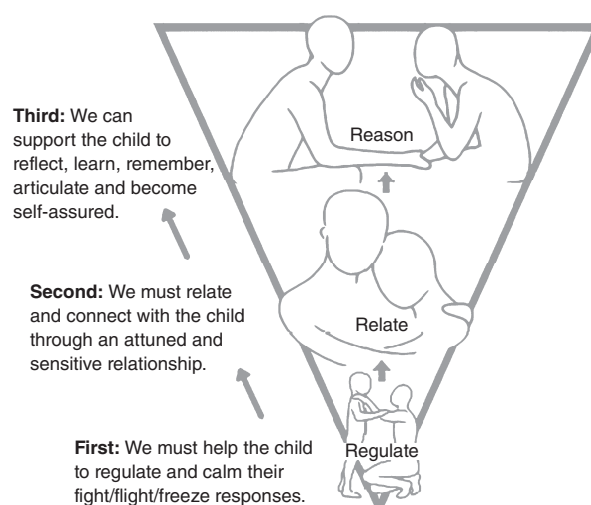 Third: We can
support the child to
reflect, learn, remember,
articulate and become
self-assured.
Reason
Second: We must relate
and connect with the child
through an attuned and
sensitive relationship.
Relate
First: We must help the child
to regulate and calm their
fight/flight/freeze responses.
Regulate